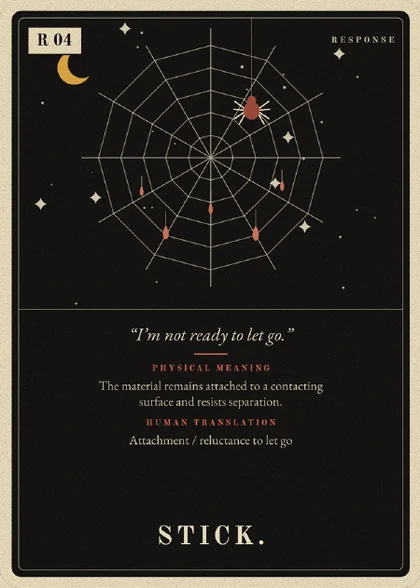 R 04
RESPONSE
“I’m not ready to let go.”
PHYSICAL MEANING
The material remains attached to a contacting
surface and resists separation.
HUMAN TRANSLATION
Attachment / reluctance to let go
STICK.